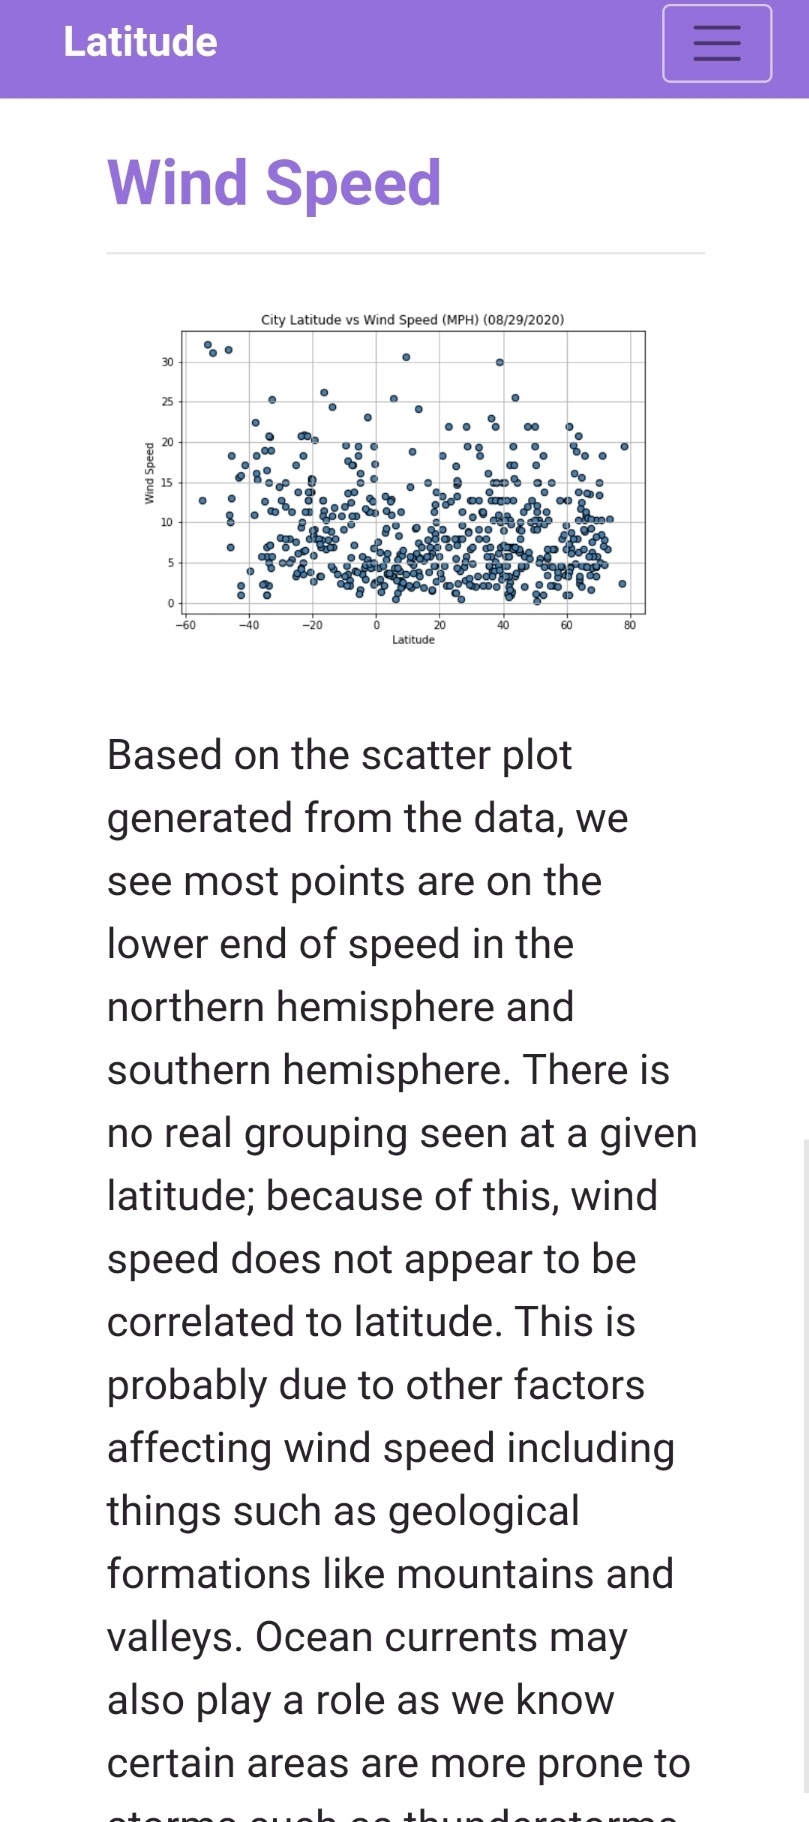 Latitude
Wind Speed
City Latitude vs Wind Speed (MPH) (08/29/2020)
Wind Speed
30
25
20
15
10
5
0
−60 −40 −20 0 20 40 60 80
Latitude
Based on the scatter plot
generated from the data, we
see most points are on the
lower end of speed in the
northern hemisphere and
southern hemisphere. There is
no real grouping seen at a given
latitude; because of this, wind
speed does not appear to be
correlated to latitude. This is
probably due to other factors
affecting wind speed including
things such as geological
formations like mountains and
valleys. Ocean currents may
also play a role as we know
certain areas are more prone to
storms such as thunderstorms